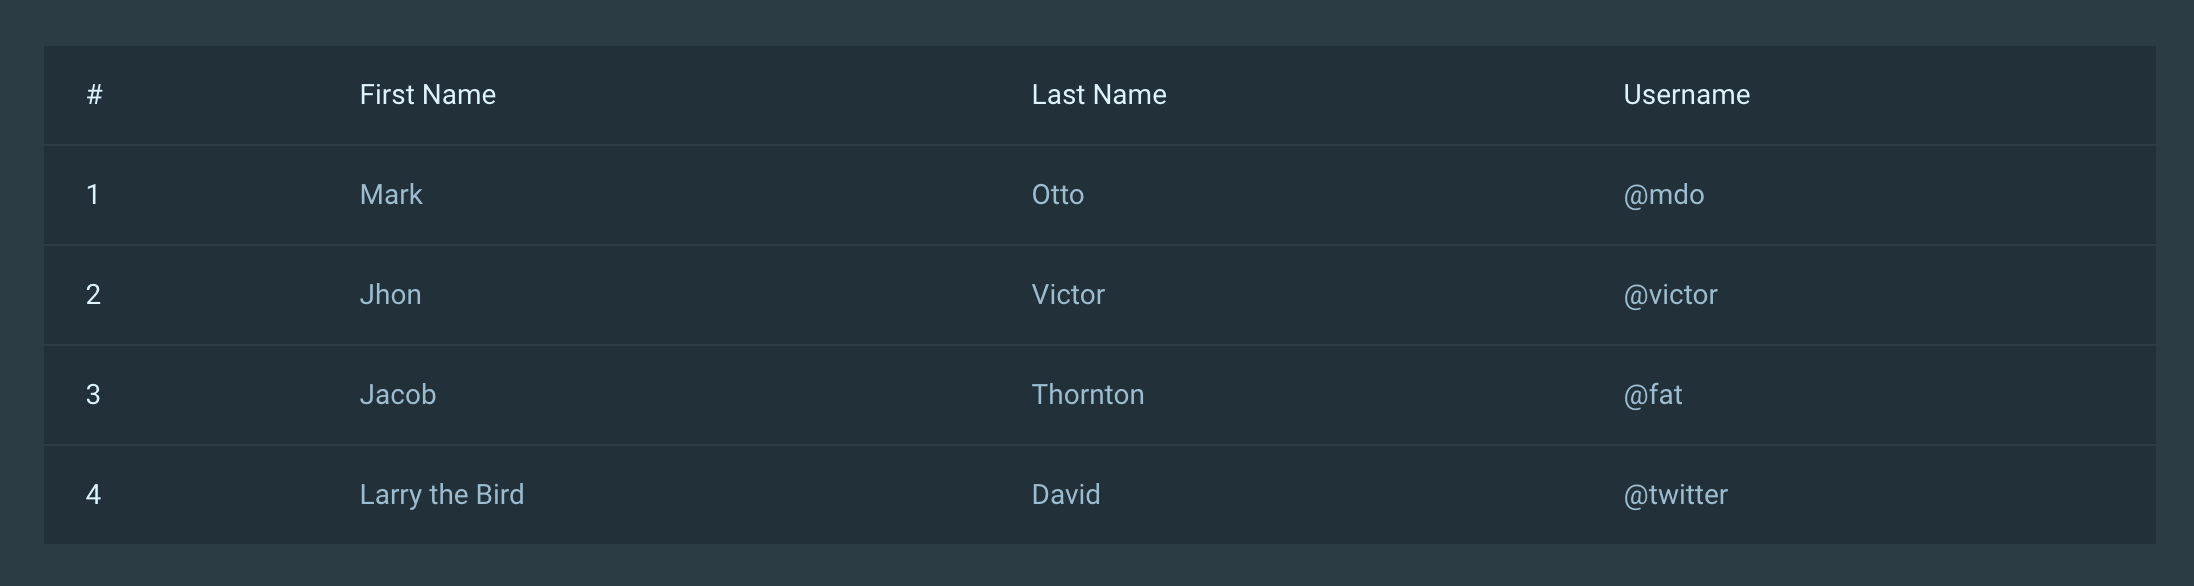 # First Name Last Name Username
1 Mark Otto @mdo
2 Jhon Victor @victor
3 Jacob Thornton @fat
4 Larry the Bird David @twitter